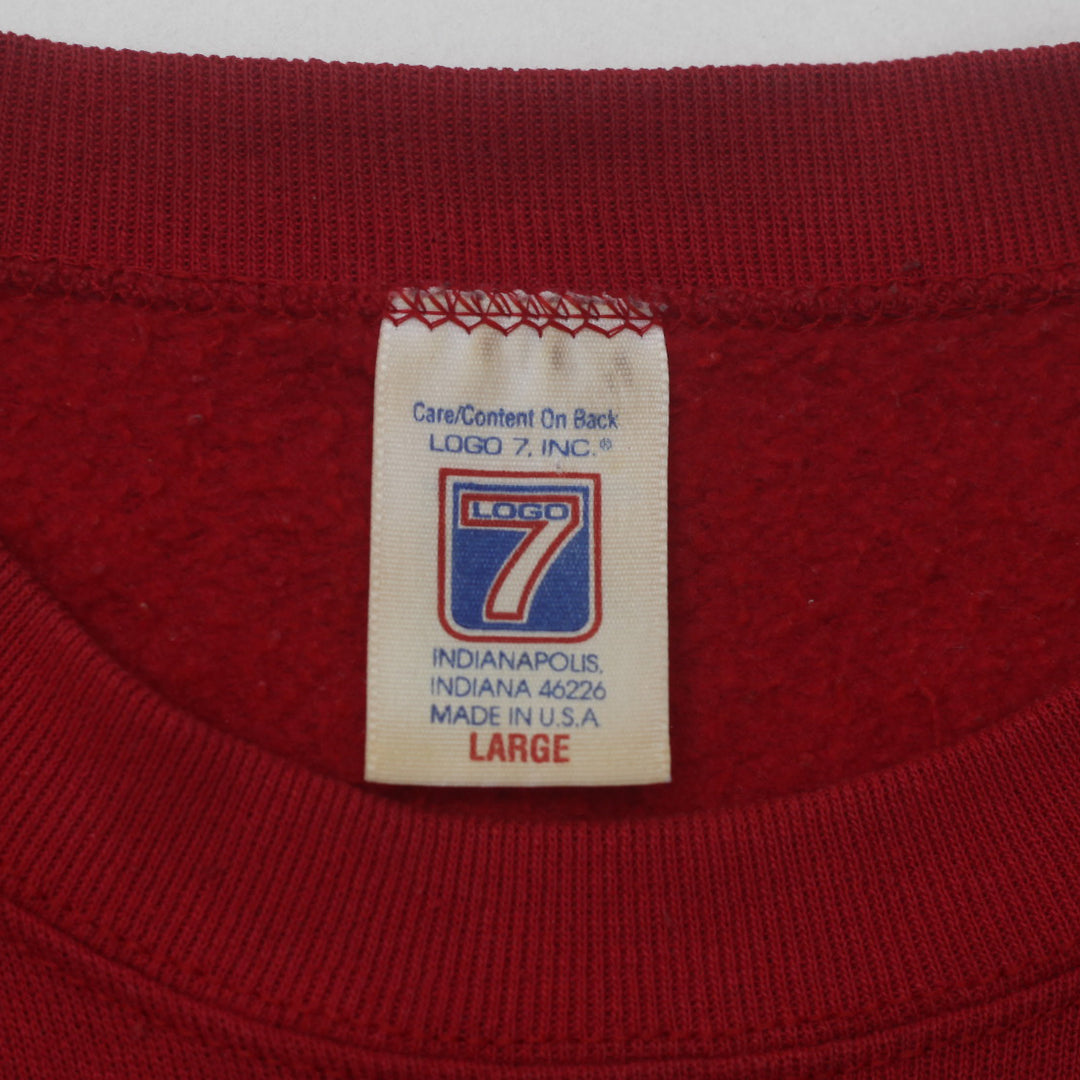 Care/Content On Back
LOGO 7, INC.®
LOGO
7
INDIANAPOLIS,
INDIANA 46226
MADE IN U.S.A
LARGE